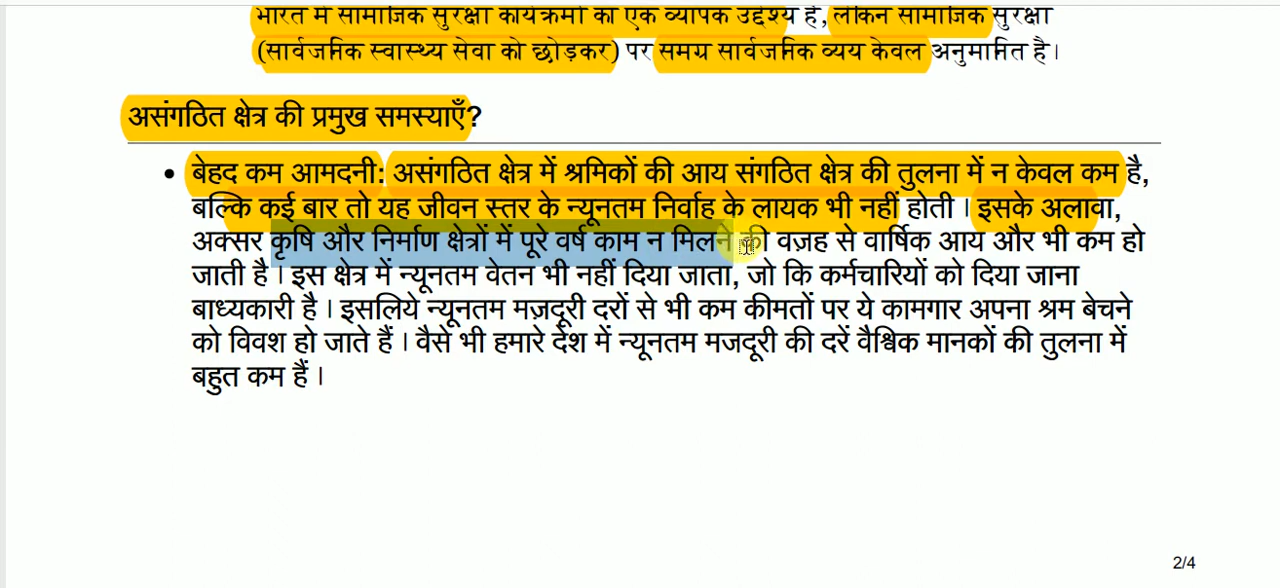 भारत में सामाजिक सुरक्षा कार्यक्रमों का एक व्यापक उद्देश्य है, लेकिन सामाजिक सुरक्षा
(सार्वजनिक स्वास्थ्य सेवा को छोड़कर) पर समग्र सार्वजनिक व्यय केवल अनुमानित है।
असंगठित क्षेत्र की प्रमुख समस्याएँ?
• बेहद कम आमदनी: असंगठित क्षेत्र में श्रमिकों की आय संगठित क्षेत्र की तुलना में न केवल कम है,
बल्कि कई बार तो यह जीवन स्तर के न्यूनतम निर्वाह के लायक भी नहीं होती। इसके अलावा,
अक्सर कृषि और निर्माण क्षेत्रों में पूरे वर्ष काम न मिलने की वज़ह से वार्षिक आय और भी कम हो
जाती है। इस क्षेत्र में न्यूनतम वेतन भी नहीं दिया जाता, जो कि कर्मचारियों को दिया जाना
बाध्यकारी है। इसलिये न्यूनतम मज़दूरी दरों से भी कम कीमतों पर ये कामगार अपना श्रम बेचने
को विवश हो जाते हैं। वैसे भी हमारे देश में न्यूनतम मजदूरी की दरें वैश्विक मानकों की तुलना में
बहुत कम हैं।
2/4